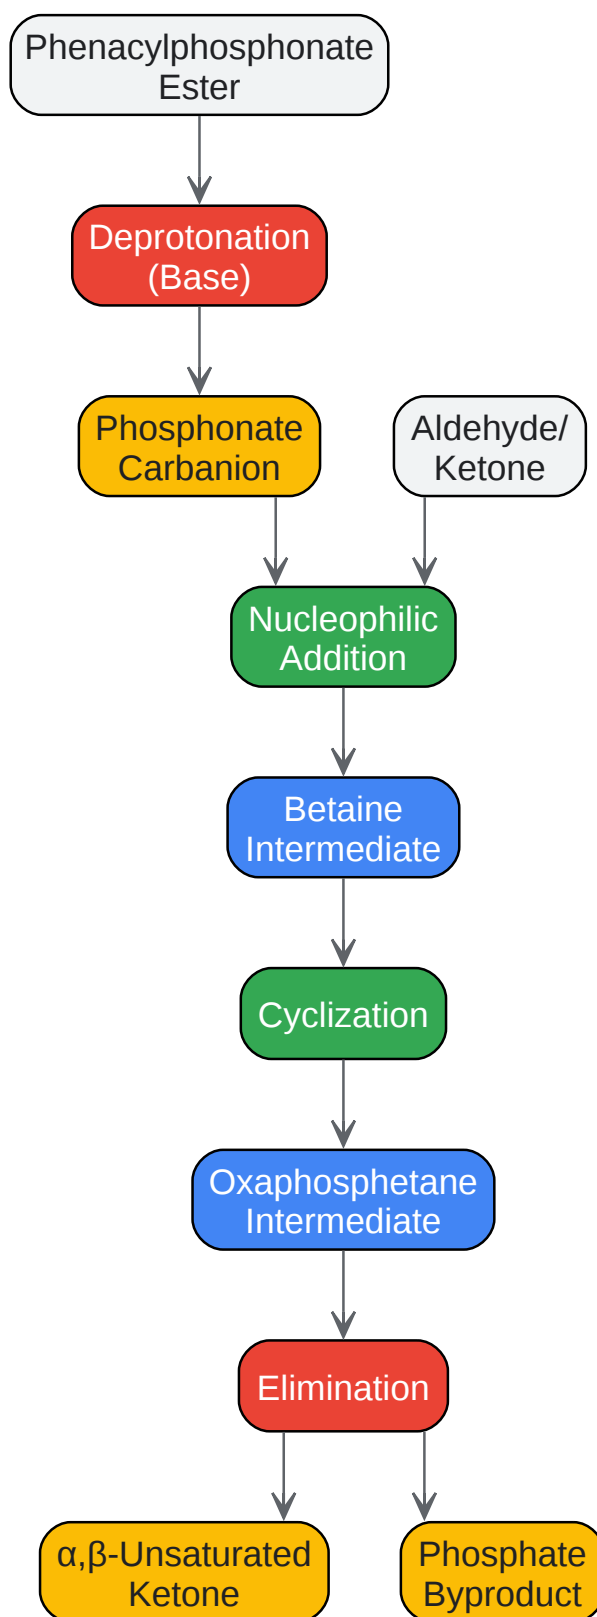 Phenacylphosphonate
Ester
Deprotonation
(Base)
Phosphonate
Carbanion
Aldehyde/
Ketone
Nucleophilic
Addition
Betaine
Intermediate
Cyclization
Oxaphosphetane
Intermediate
Elimination
α,β-Unsaturated
Ketone
Phosphate
Byproduct